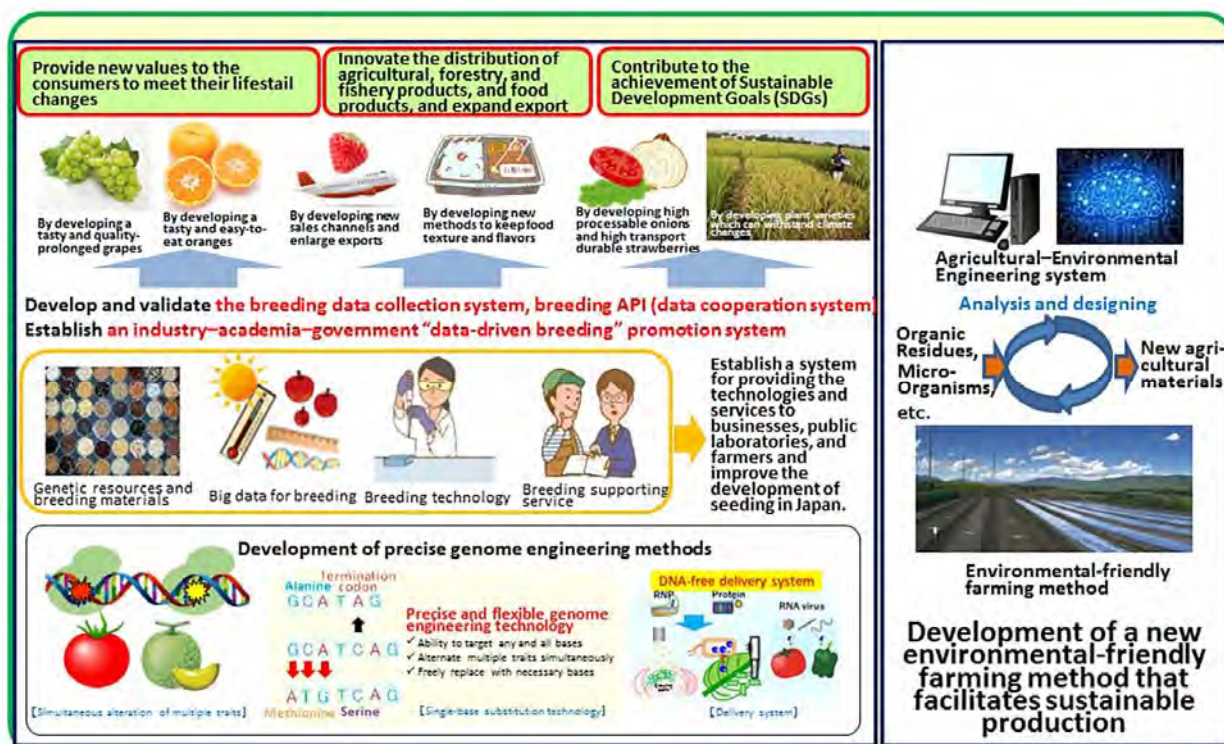 Provide new values to the
consumers to meet their lifestail
changes
Innovate the distribution of
agricultural, forestry, and
fishery products, and food
products, and expand export
Contribute to the
achievement of Sustainable
Development Goals (SDGs)
By developing a
tasty and quality-
prolonged grapes
By developing a
tasty and easy-to-
eat oranges
By developing new
sales channels and
enlarge exports
By developing new
methods to keep food
texture and flavors
By developing high
processable onions
and high transport
durable strawberries
By developing plant varieties
which can withstand climate
changes
Develop and validate the breeding data collection system, breeding API (data cooperation system)
Establish an industry–academia–government “data-driven breeding” promotion system
Genetic resources and
breeding materials
Big data for breeding
Breeding technology
Breeding supporting
service
Establish a system
for providing the
technologies and
services to
businesses, public
laboratories, and
farmers and
improve the
development of
seeding in Japan.
Development of precise genome engineering methods
[Simultaneous alteration of multiple traits]
Termination
Alanine codon
GCATAG
GCATCAG
ATGTCAG
Methionine Serine
Precise and flexible genome
engineering technology
✓ Ability to target any and all bases
✓ Alternate multiple traits simultaneously
✓ Freely replace with necessary bases
[Single-base substitution technology]
DNA-free delivery system
RNP
Protein
RNA virus
[Delivery system]
Agricultural–Environmental
Engineering system
Analysis and designing
Organic
Residues,
Micro-
Organisms,
etc.
New agri-
cultural
materials
Environmental-friendly
farming method
Development of a new
environmental-friendly
farming method that
facilitates sustainable
production